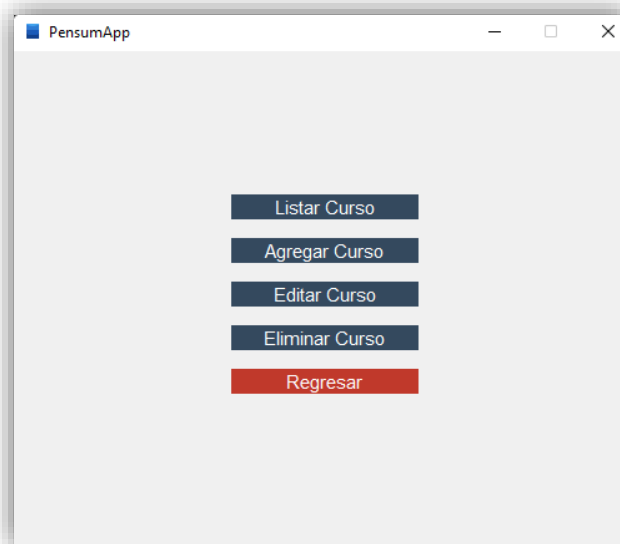 PensumApp
Listar Curso
Agregar Curso
Editar Curso
Eliminar Curso
Regresar